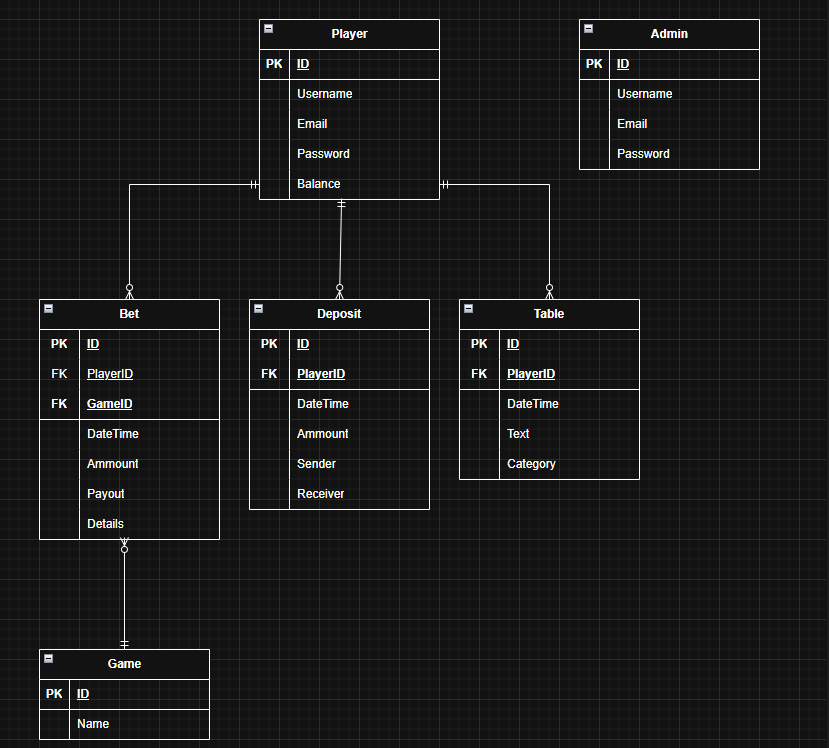 Player
PK ID
Username
Email
Password
Balance
Admin
PK ID
Username
Email
Password
Bet
PK ID
FK PlayerID
FK GameID
DateTime
Ammount
Payout
Details
Deposit
PK ID
FK PlayerID
DateTime
Ammount
Sender
Receiver
Table
PK ID
FK PlayerID
DateTime
Text
Category
Game
PK ID
Name